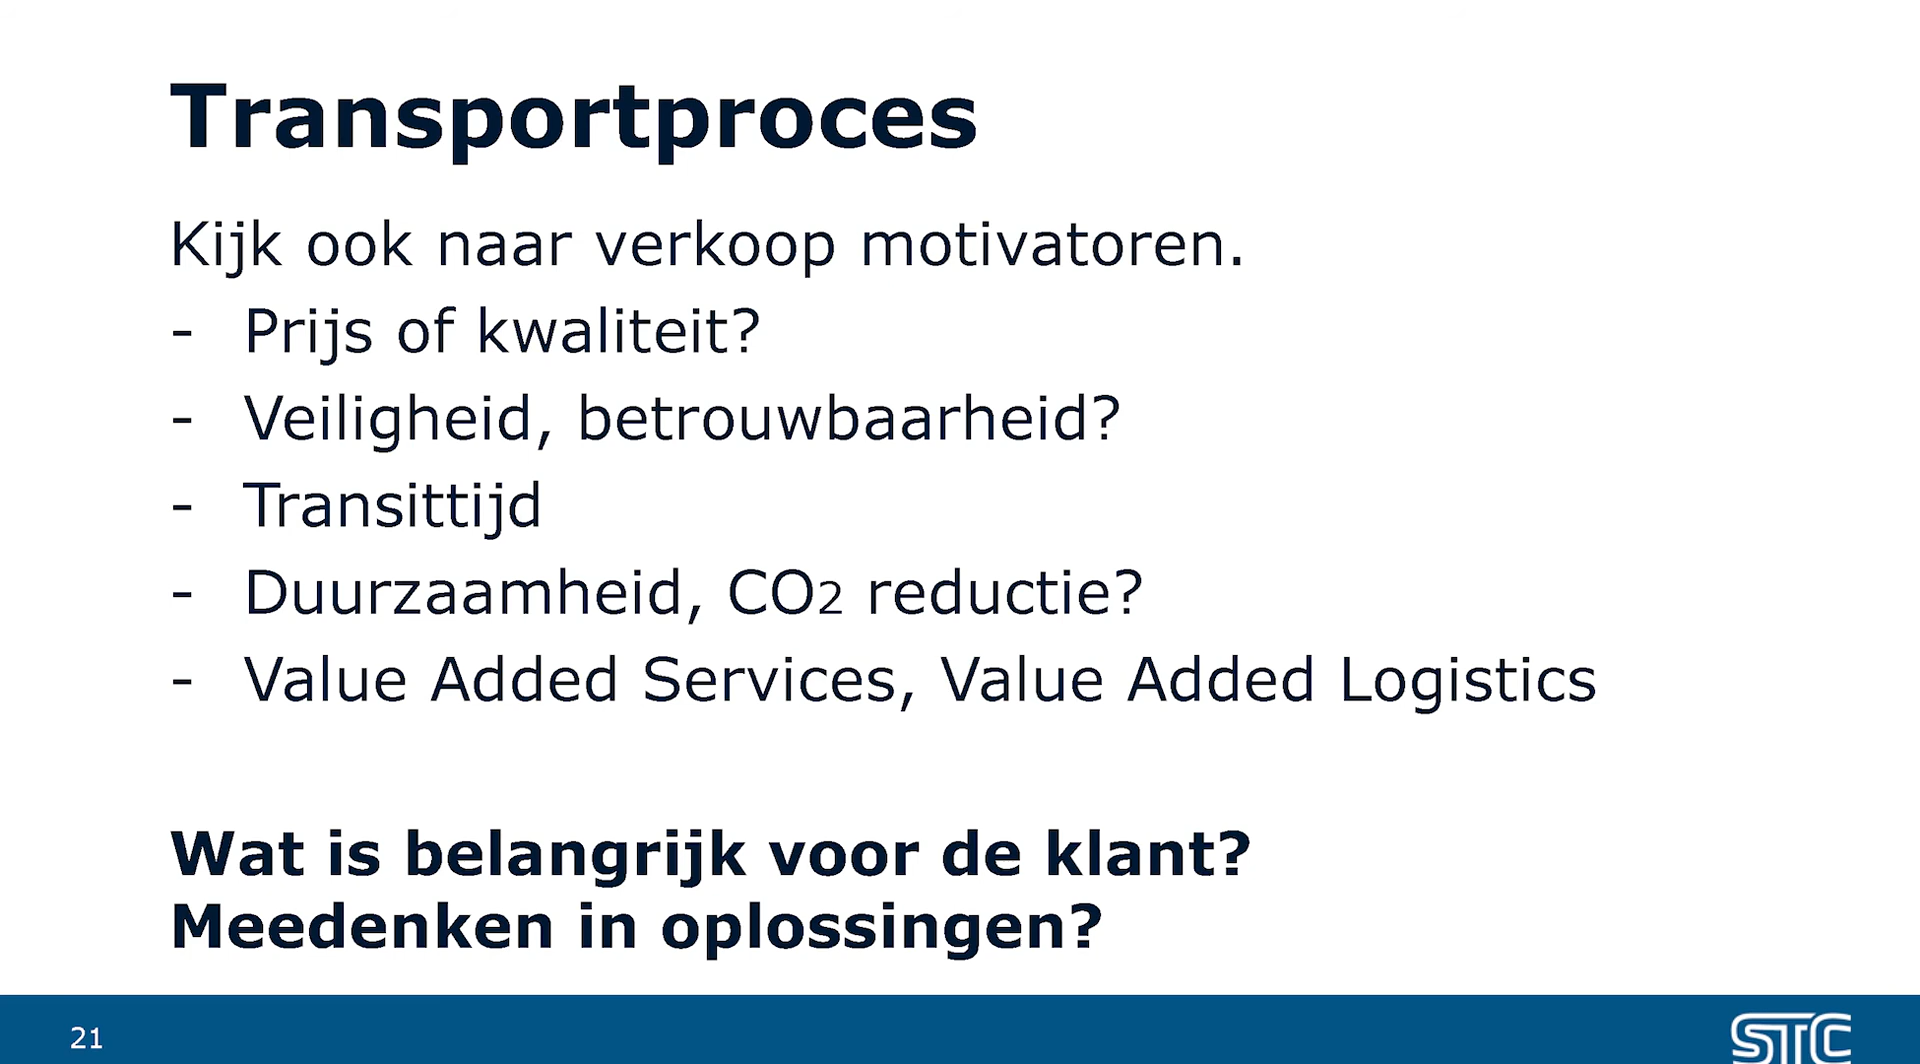 Transportproces
Kijk ook naar verkoop motivatoren.
- Prijs of kwaliteit?
- Veiligheid, betrouwbaarheid?
- Transittijd
- Duurzaamheid, CO2 reductie?
- Value Added Services, Value Added Logistics
Wat is belangrijk voor de klant?
Meedenken in oplossingen?
21
STC